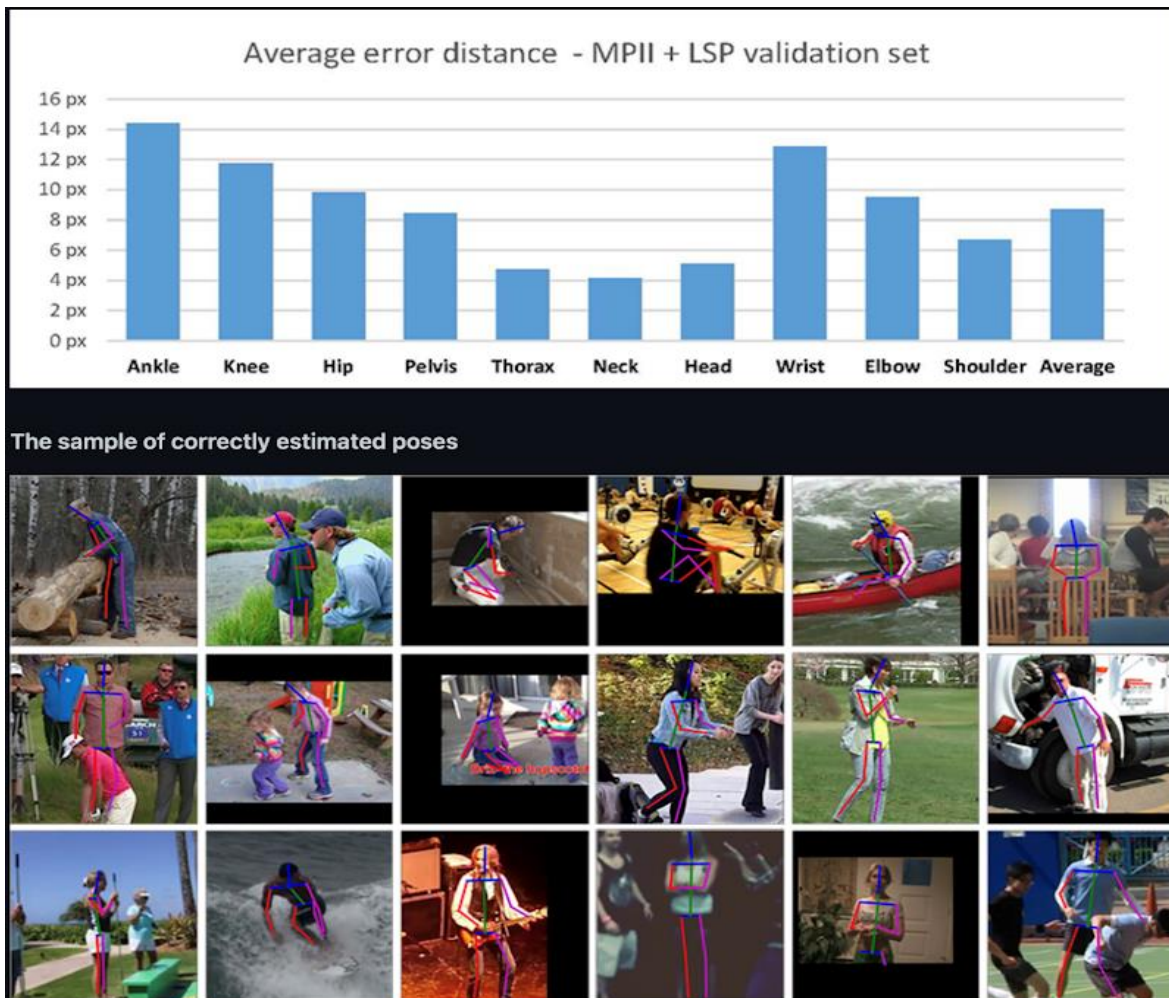 Average error distance - MPII + LSP validation set
16 px
14 px
12 px
10 px
8 px
6 px
4 px
2 px
0 px
Ankle Knee Hip Pelvis Thorax Neck Head Wrist Elbow Shoulder Average
The sample of correctly estimated poses